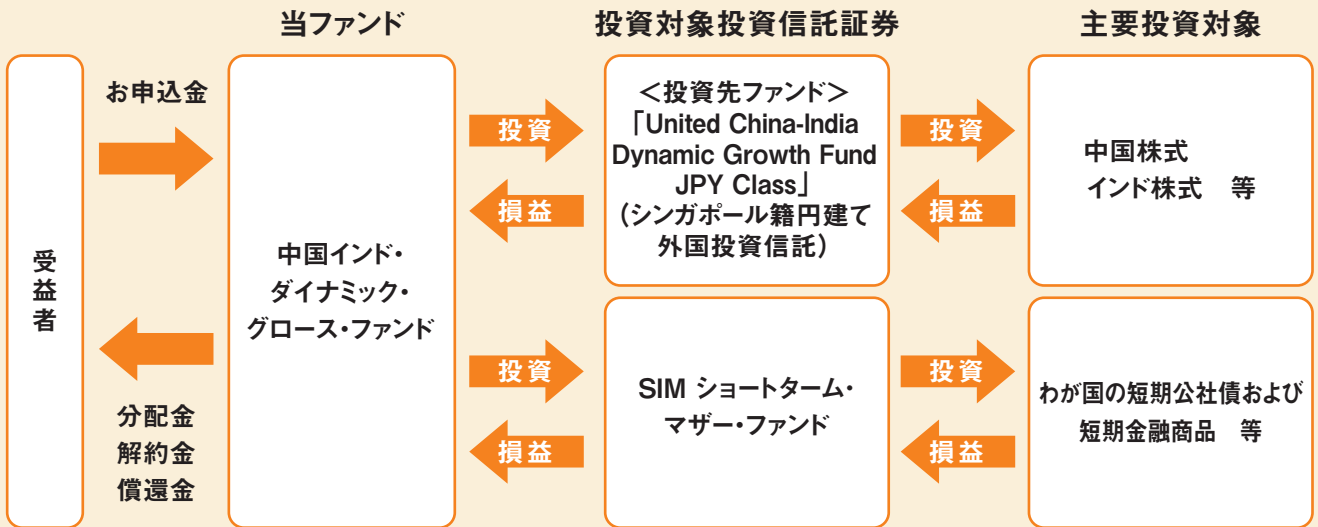 当ファンド
投資対象投資信託証券
主要投資対象
受益者
お申込金
分配金
解約金
償還金
中国インド・
ダイナミック・
グロース・ファンド
投資
損益
＜投資先ファンド＞
「United China-India
Dynamic Growth Fund
JPY Class」
（シンガポール籍円建て
外国投資信託）
投資
損益
中国株式
インド株式　等
投資
損益
SIM ショートターム・
マザー・ファンド
投資
損益
わが国の短期公社債および
短期金融商品　等